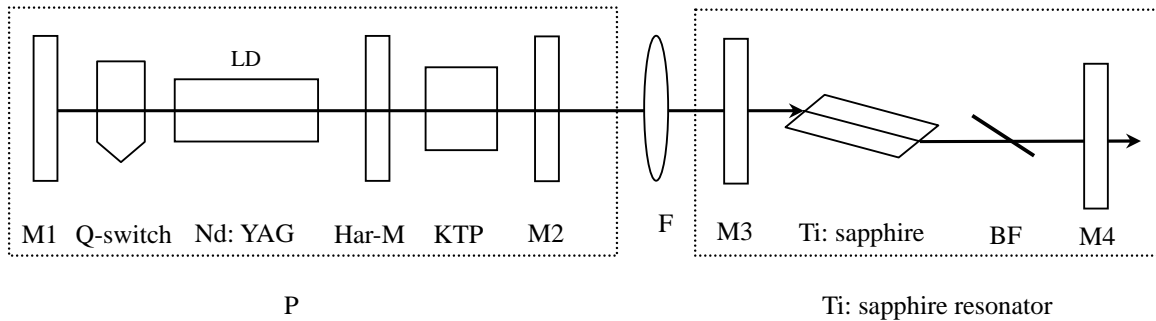 LD
M1 Q-switch Nd: YAG Har-M KTP M2 F M3 Ti: sapphire BF M4
P Ti: sapphire resonator